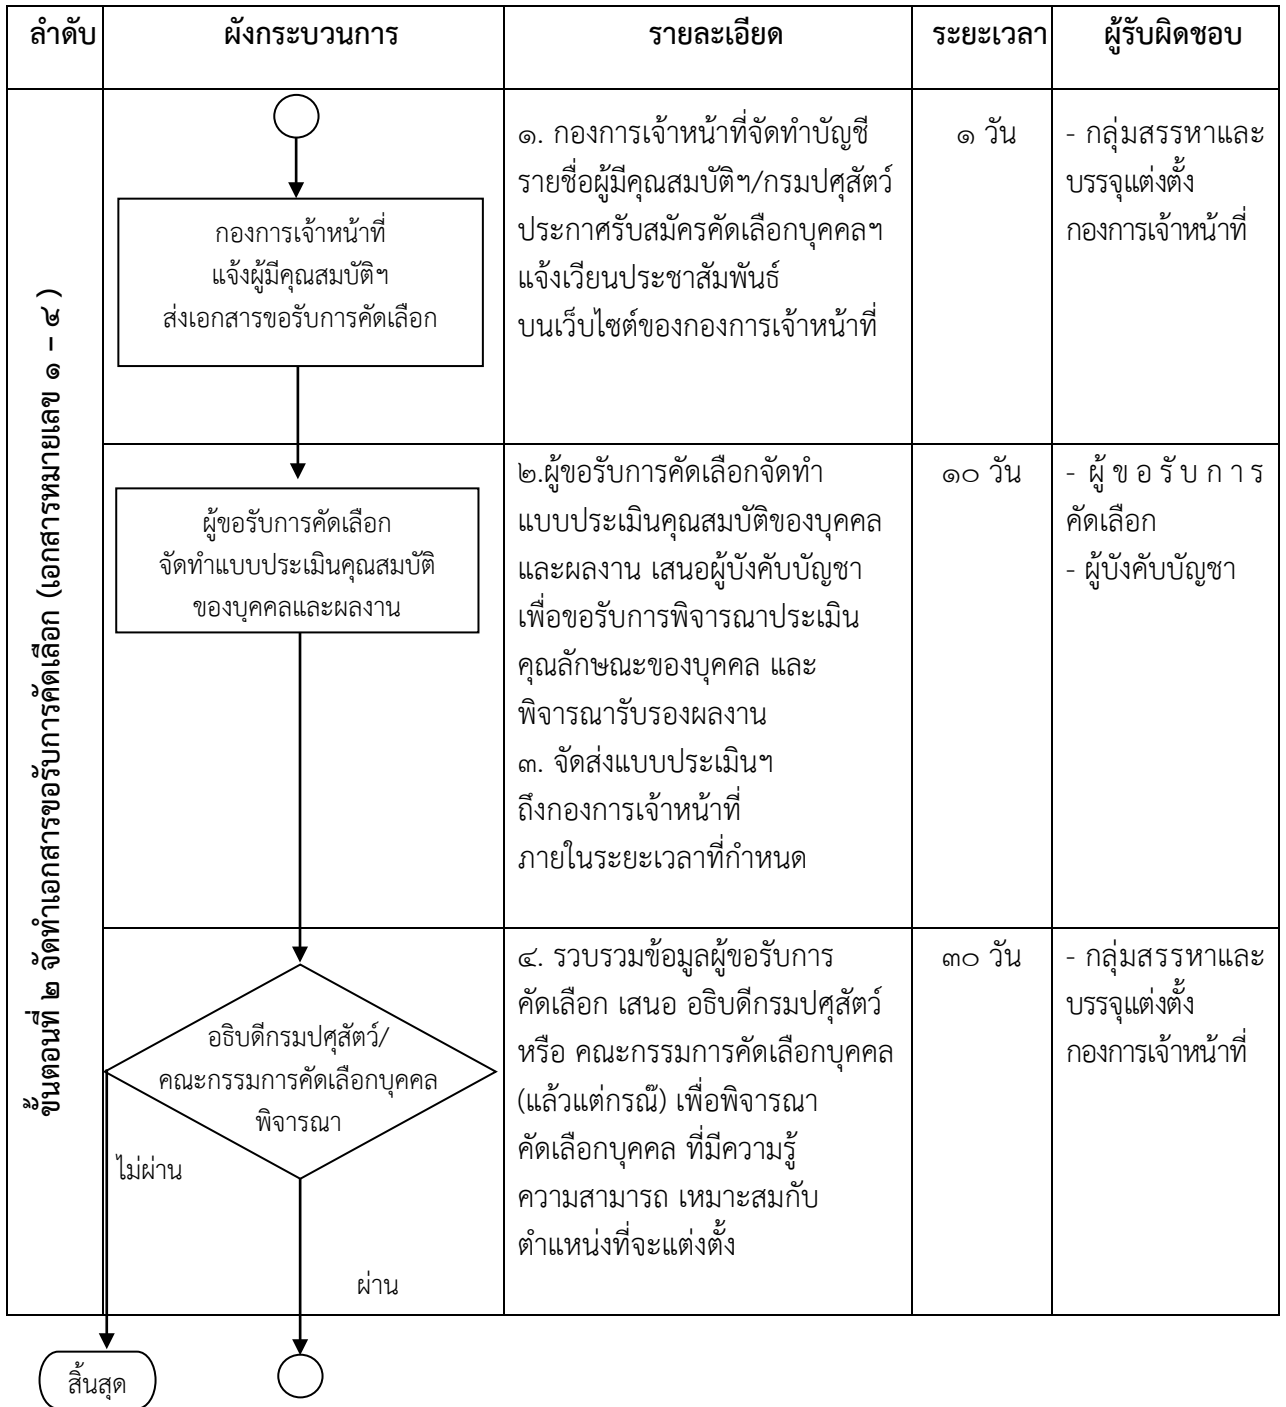 ลำดับ
ผังกระบวนการ
รายละเอียด
ระยะเวลา
ผู้รับผิดชอบ
ขั้นตอนที่ ๒ จัดทำเอกสารขอรับการคัดเลือก (เอกสารหมายเลข ๑ – ๔ )
กองการเจ้าหน้าที่
แจ้งผู้มีคุณสมบัติฯ
ส่งเอกสารขอรับการคัดเลือก
๑. กองการเจ้าหน้าที่จัดทำบัญชี
รายชื่อผู้มีคุณสมบัติฯ/กรมปศุสัตว์
ประกาศรับสมัครคัดเลือกบุคคลฯ
แจ้งเวียนประชาสัมพันธ์
บนเว็บไซต์ของกองการเจ้าหน้าที่
๑ วัน
- กลุ่มสรรหาและ
บรรจุแต่งตั้ง
กองการเจ้าหน้าที่
ผู้ขอรับการคัดเลือก
จัดทำแบบประเมินคุณสมบัติ
ของบุคคลและผลงาน
๒.ผู้ขอรับการคัดเลือกจัดทำ
แบบประเมินคุณสมบัติของบุคคล
และผลงาน เสนอผู้บังคับบัญชา
เพื่อขอรับการพิจารณาประเมิน
คุณลักษณะของบุคคล และ
พิจารณารับรองผลงาน
๓. จัดส่งแบบประเมินฯ
ถึงกองการเจ้าหน้าที่
ภายในระยะเวลาที่กำหนด
๑๐ วัน
- ผู้ ข อ รั บ ก า ร
คัดเลือก
- ผู้บังคับบัญชา
อธิบดีกรมปศุสัตว์/
คณะกรรมการคัดเลือกบุคคล
พิจารณา
ไม่ผ่าน
ผ่าน
๔. รวบรวมข้อมูลผู้ขอรับการ
คัดเลือก เสนอ อธิบดีกรมปศุสัตว์
หรือ คณะกรรมการคัดเลือกบุคคล
(แล้วแต่กรณ๊) เพื่อพิจารณา
คัดเลือกบุคคล ที่มีความรู้
ความสามารถ เหมาะสมกับ
ตำแหน่งที่จะแต่งตั้ง
๓๐ วัน
- กลุ่มสรรหาและ
บรรจุแต่งตั้ง
กองการเจ้าหน้าที่
สิ้นสุด